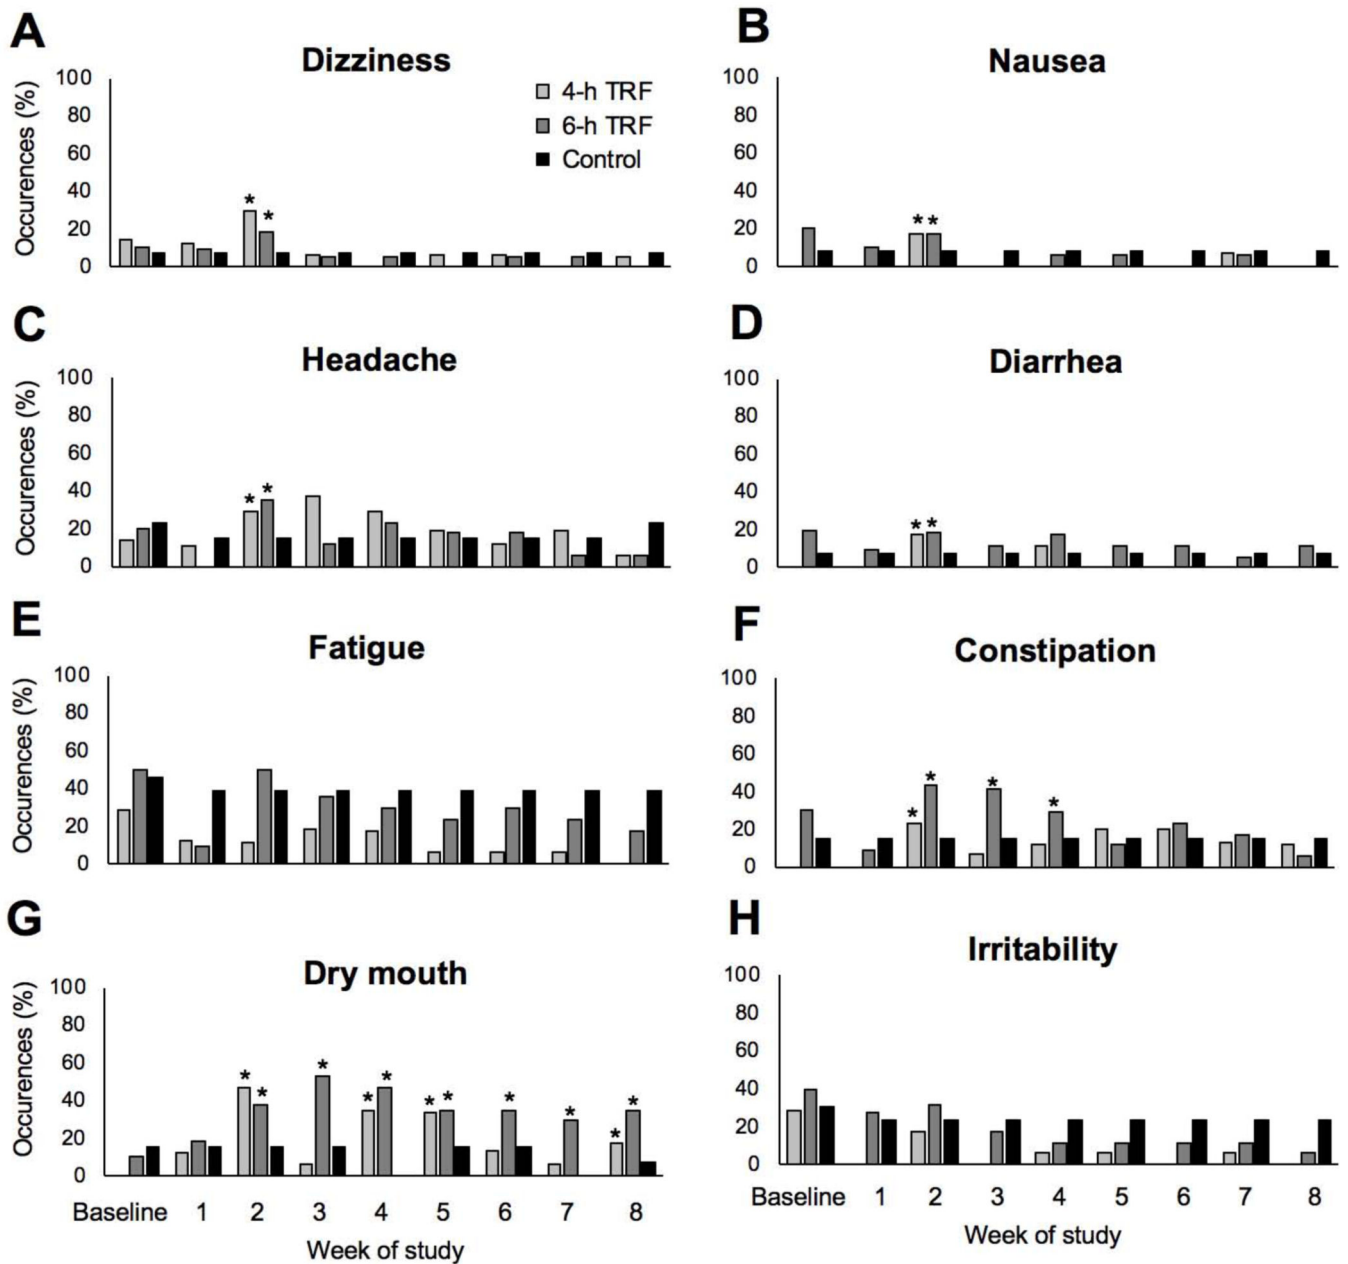 A
Dizziness
Occurences (%)
100
80
60
40
20
0
4-h TRF
6-h TRF
Control
*
*
B
Nausea
100
80
60
40
20
0
* *
C
Headache
Occurences (%)
100
80
60
40
20
0
*
*
D
Diarrhea
100
80
60
40
20
0
* *
E
Fatigue
Occurences (%)
100
80
60
40
20
0
F
Constipation
100
80
60
40
20
0
*
*
*
*
G
Dry mouth
Occurences (%)
100
80
60
40
20
0
*
*
*
*
*
*
*
*
*
*
*
Baseline 1 2 3 4 5 6 7 8
Week of study
H
Irritability
100
80
60
40
20
0
Baseline 1 2 3 4 5 6 7 8
Week of study